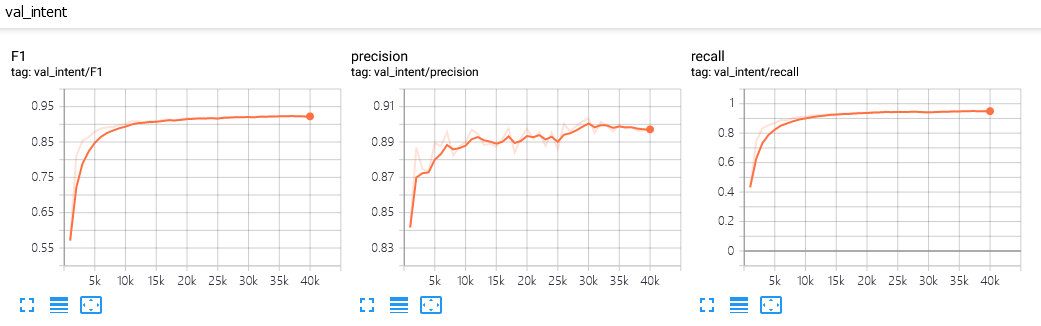 val_intent
F1
tag: val_intent/F1
0.95
0.85
0.75
0.65
0.55
5k 10k 15k 20k 25k 30k 35k 40k
precision
tag: val_intent/precision
0.91
0.89
0.87
0.85
0.83
5k 10k 15k 20k 25k 30k 35k 40k
recall
tag: val_intent/recall
1
0.8
0.6
0.4
0.2
0
5k 10k 15k 20k 25k 30k 35k 40k